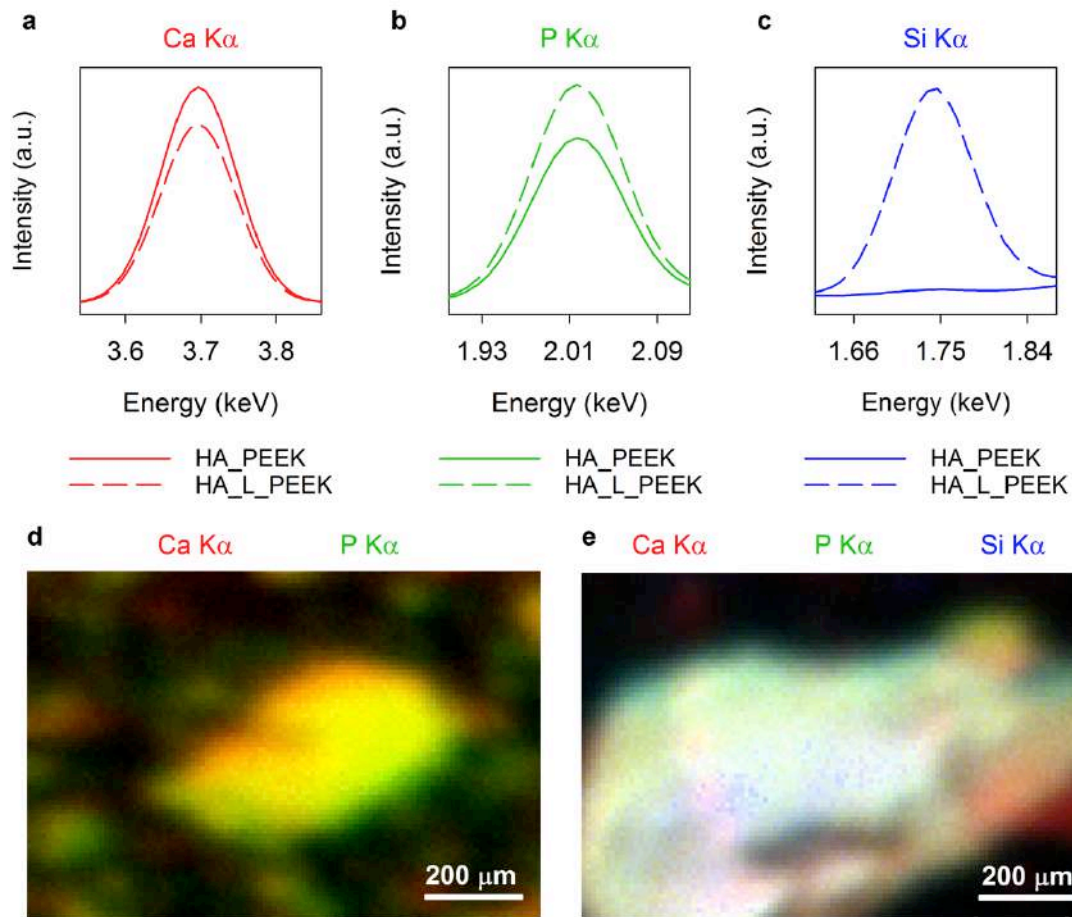 a
Ca Kα
Intensity (a.u.)
3.6 3.7 3.8
Energy (keV)
HA_PEEK
HA_L_PEEK
b
P Kα
Intensity (a.u.)
1.93 2.01 2.09
Energy (keV)
HA_PEEK
HA_L_PEEK
c
Si Kα
Intensity (a.u.)
1.66 1.75 1.84
Energy (keV)
HA_PEEK
HA_L_PEEK
d
Ca Kα P Kα
200 μm
e
Ca Kα P Kα Si Kα
200 μm